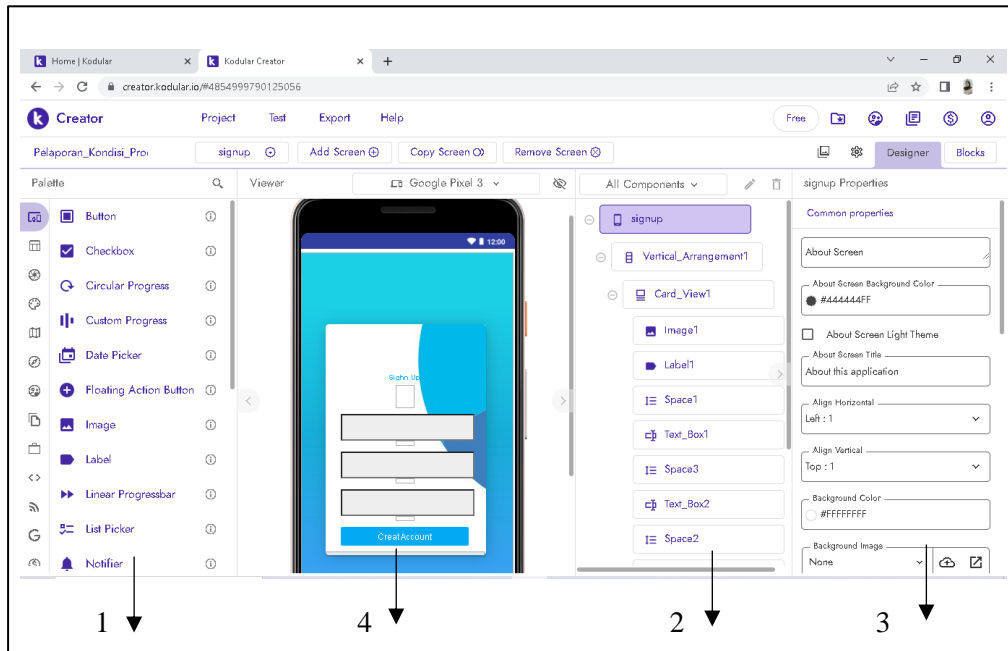 Home | Kodular
Kodular Creator
creator.kodular.io/#4854999790125056
Creator Project Test Export Help Free
Pelaporan_Kondisi_Pro signup Add Screen Copy Screen Remove Screen Designer Blocks
Palette Viewer Google Pixel 3 All Components signup Properties
Button
Checkbox
Circular Progress
Custom Progress
Date Picker
Floating Action Button
Image
Label
Linear Progressbar
List Picker
Notifier
12:00
Sighn Up
CreatAccount
signup
Vertical_Arrangement1
Card_View1
Image1
Label1
Space1
Text_Box1
Space3
Text_Box2
Space2
Common properties
About Screen
About Screen Background Color
#444444FF
About Screen Light Theme
About Screen Title
About this application
Align Horizontal
Left : 1
Align Vertical
Top : 1
Background Color
#FFFFFFFF
Background Image
None
1 4 2 3